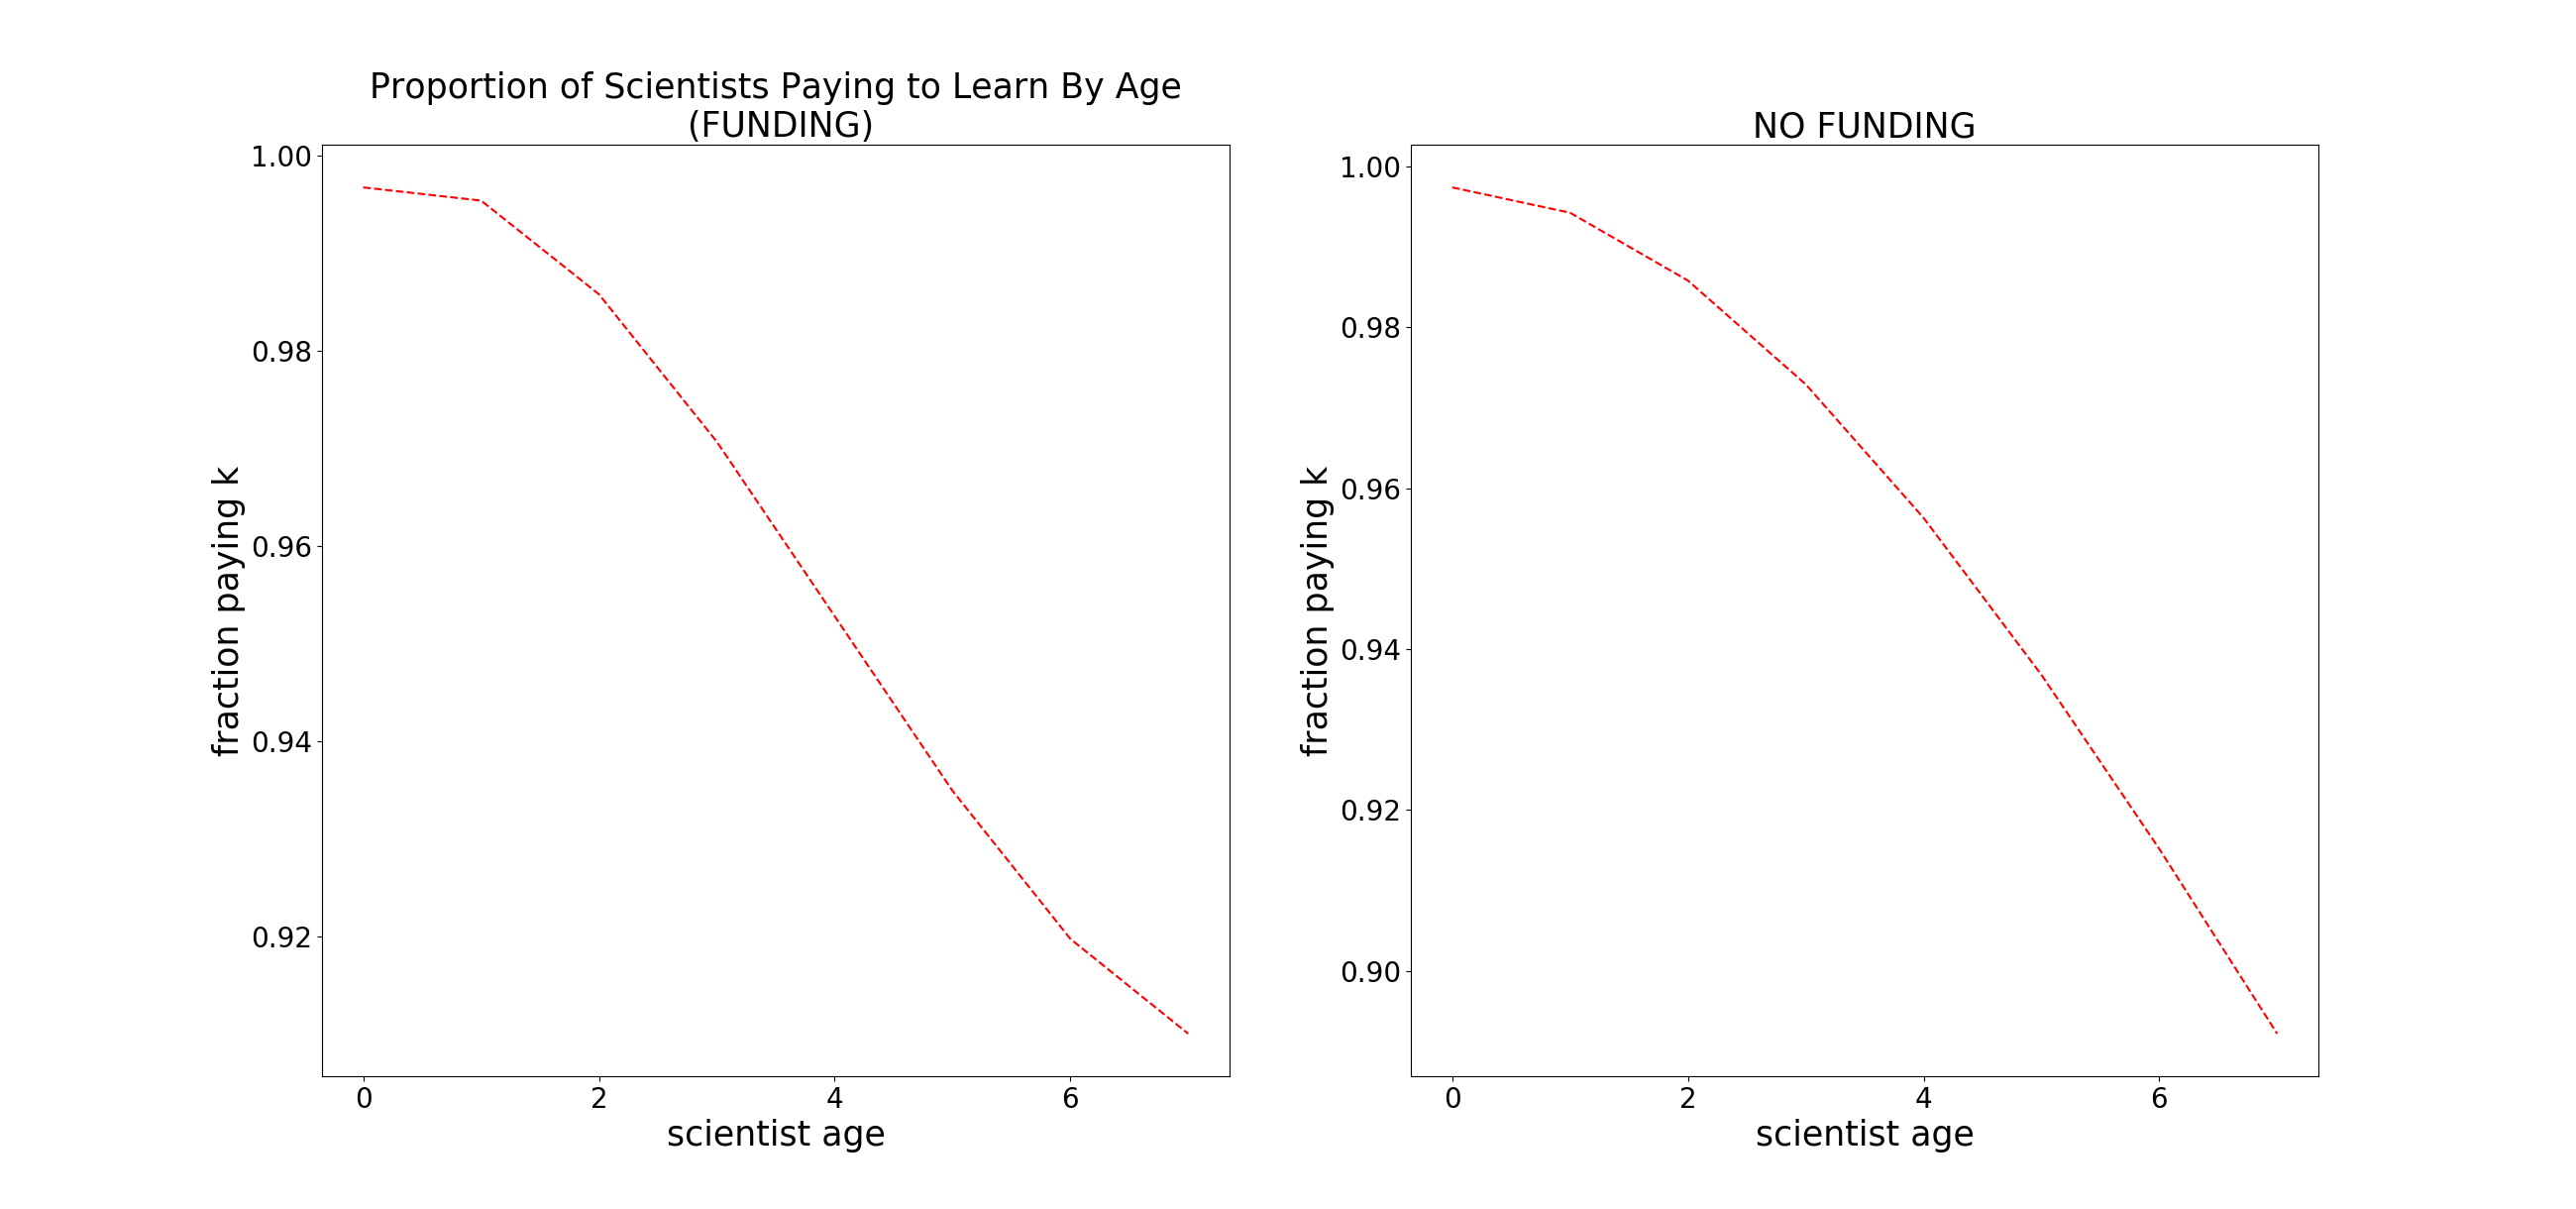 Proportion of Scientists Paying to Learn By Age
(FUNDING)
1.00
0.98
0.96
0.94
0.92
fraction paying k
0 2 4 6
scientist age
NO FUNDING
1.00
0.98
0.96
0.94
0.92
0.90
fraction paying k
0 2 4 6
scientist age